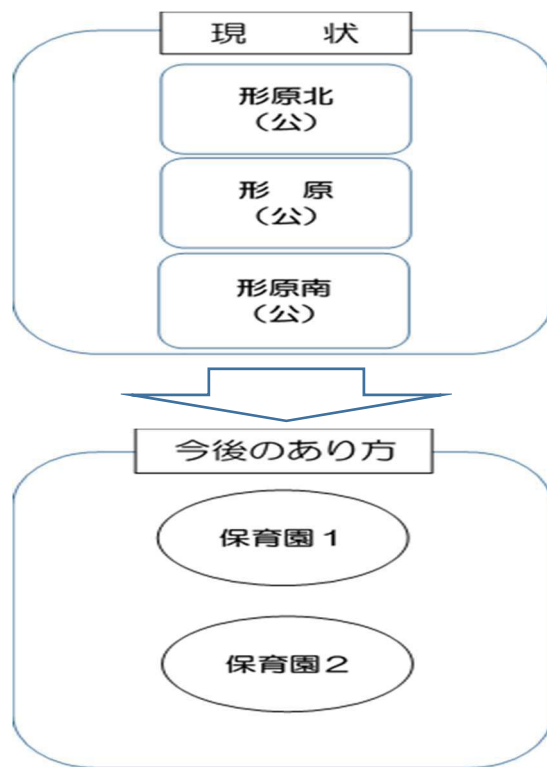 現　　状
形原北
（公）
形　原
（公）
形原南
（公）
今後のあり方
保育園１
保育園２